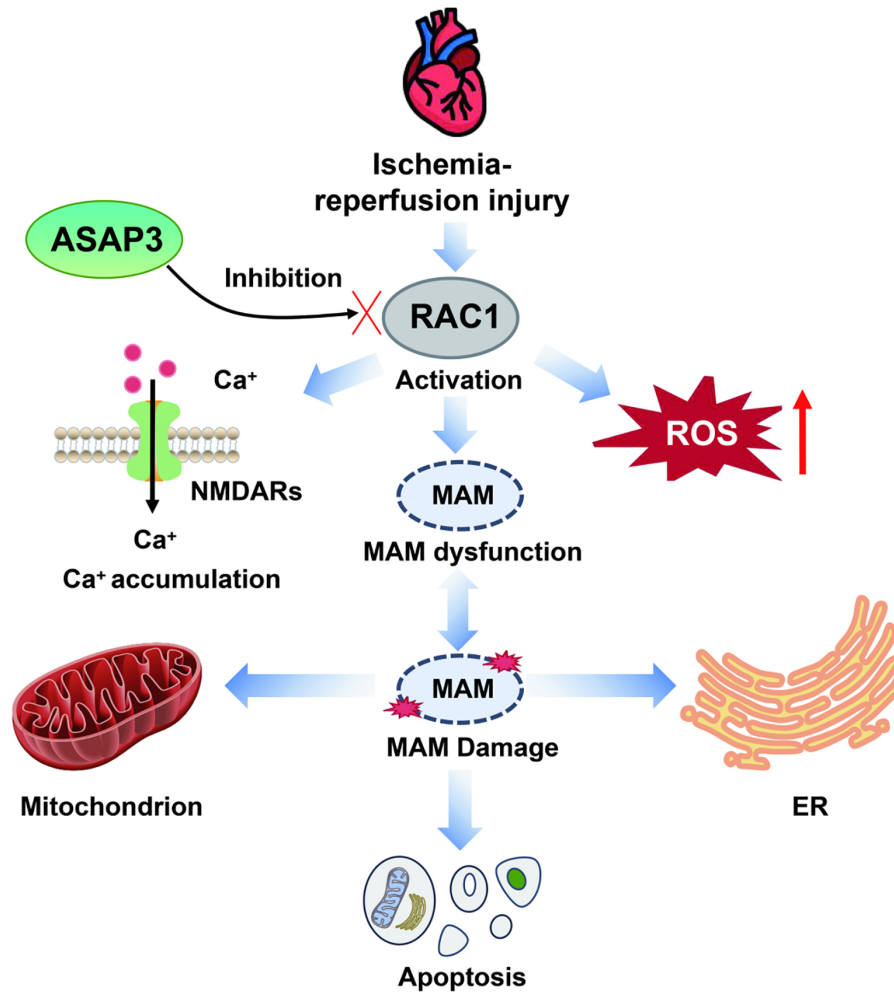 Ischemia-
reperfusion injury
ASAP3
Inhibition
RAC1
Activation
Ca⁺
ROS
NMDARs
MAM
Ca⁺
MAM dysfunction
Ca⁺ accumulation
MAM
MAM Damage
Mitochondrion
ER
Apoptosis